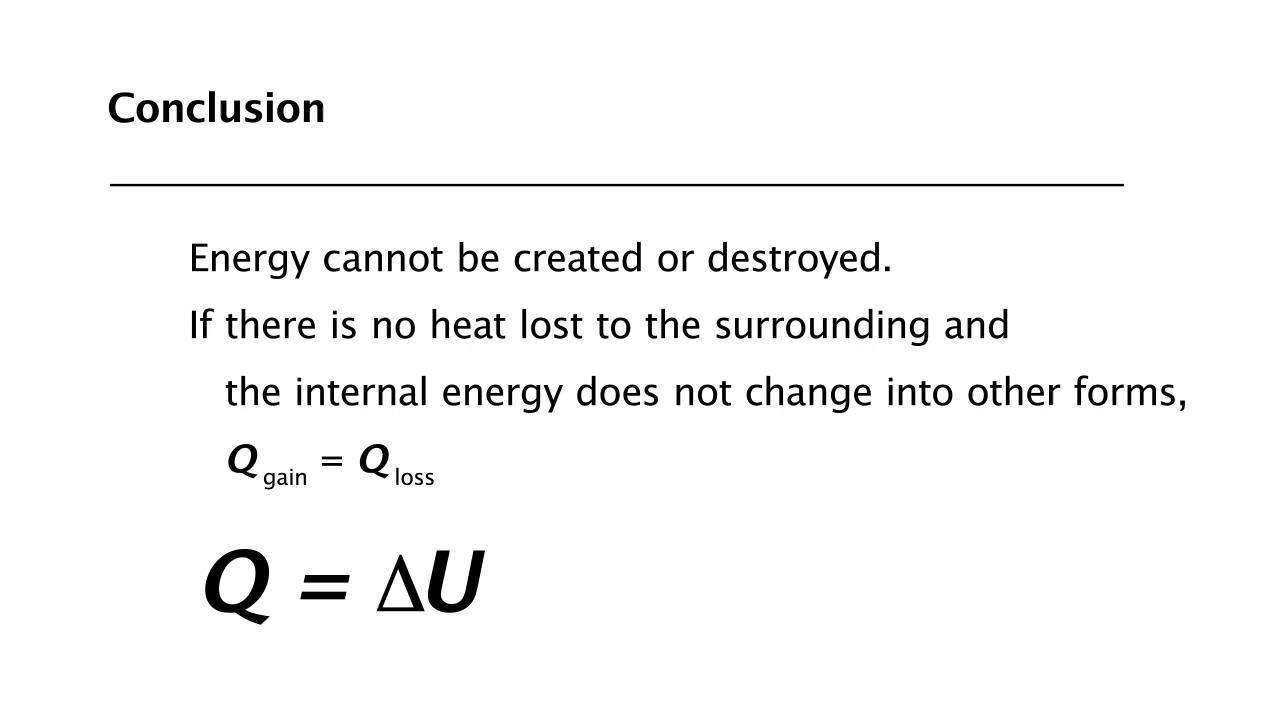 Conclusion
Energy cannot be created or destroyed.
If there is no heat lost to the surrounding and
the internal energy does not change into other forms,
Q gain = Q loss
Q = ΔU